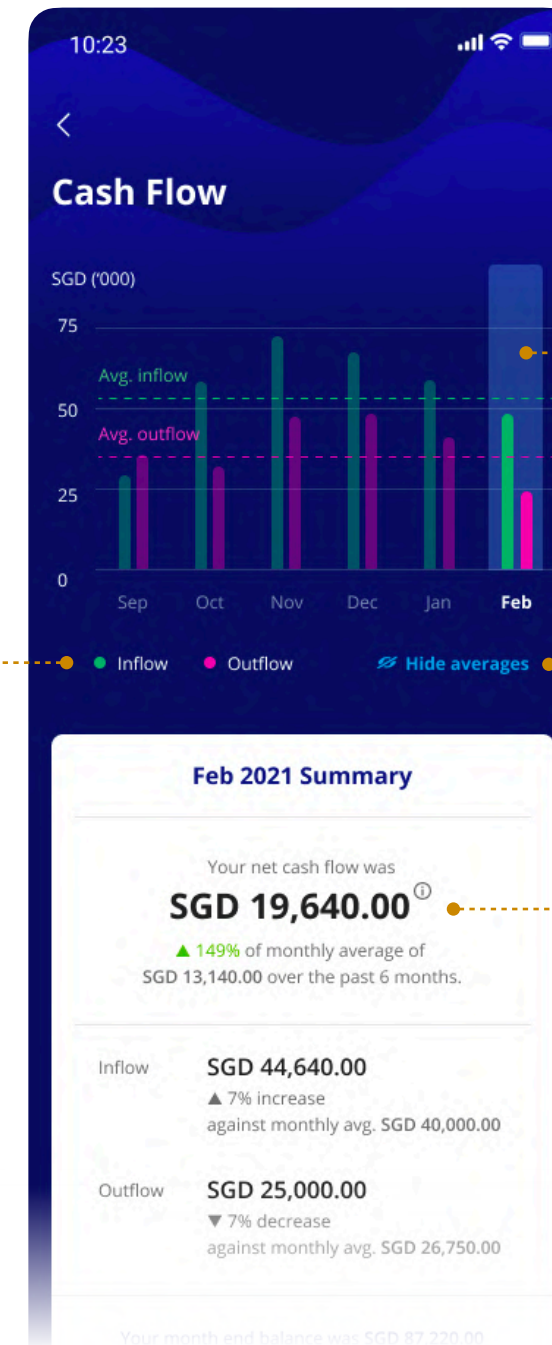 10:23
Cash Flow
SGD ('000)
75
Avg. inflow
50
Avg. outflow
25
0
Sep Oct Nov Dec Jan Feb
Inflow Outflow Hide averages
Feb 2021 Summary
Your net cash flow was
SGD 19,640.00
▲ 149% of monthly average of
SGD 13,140.00 over the past 6 months.
Inflow SGD 44,640.00
▲ 7% increase
against monthly avg. SGD 40,000.00
Outflow SGD 25,000.00
▼ 7% decrease
against monthly avg. SGD 26,750.00
Your month end balance was SGD 87,220.00